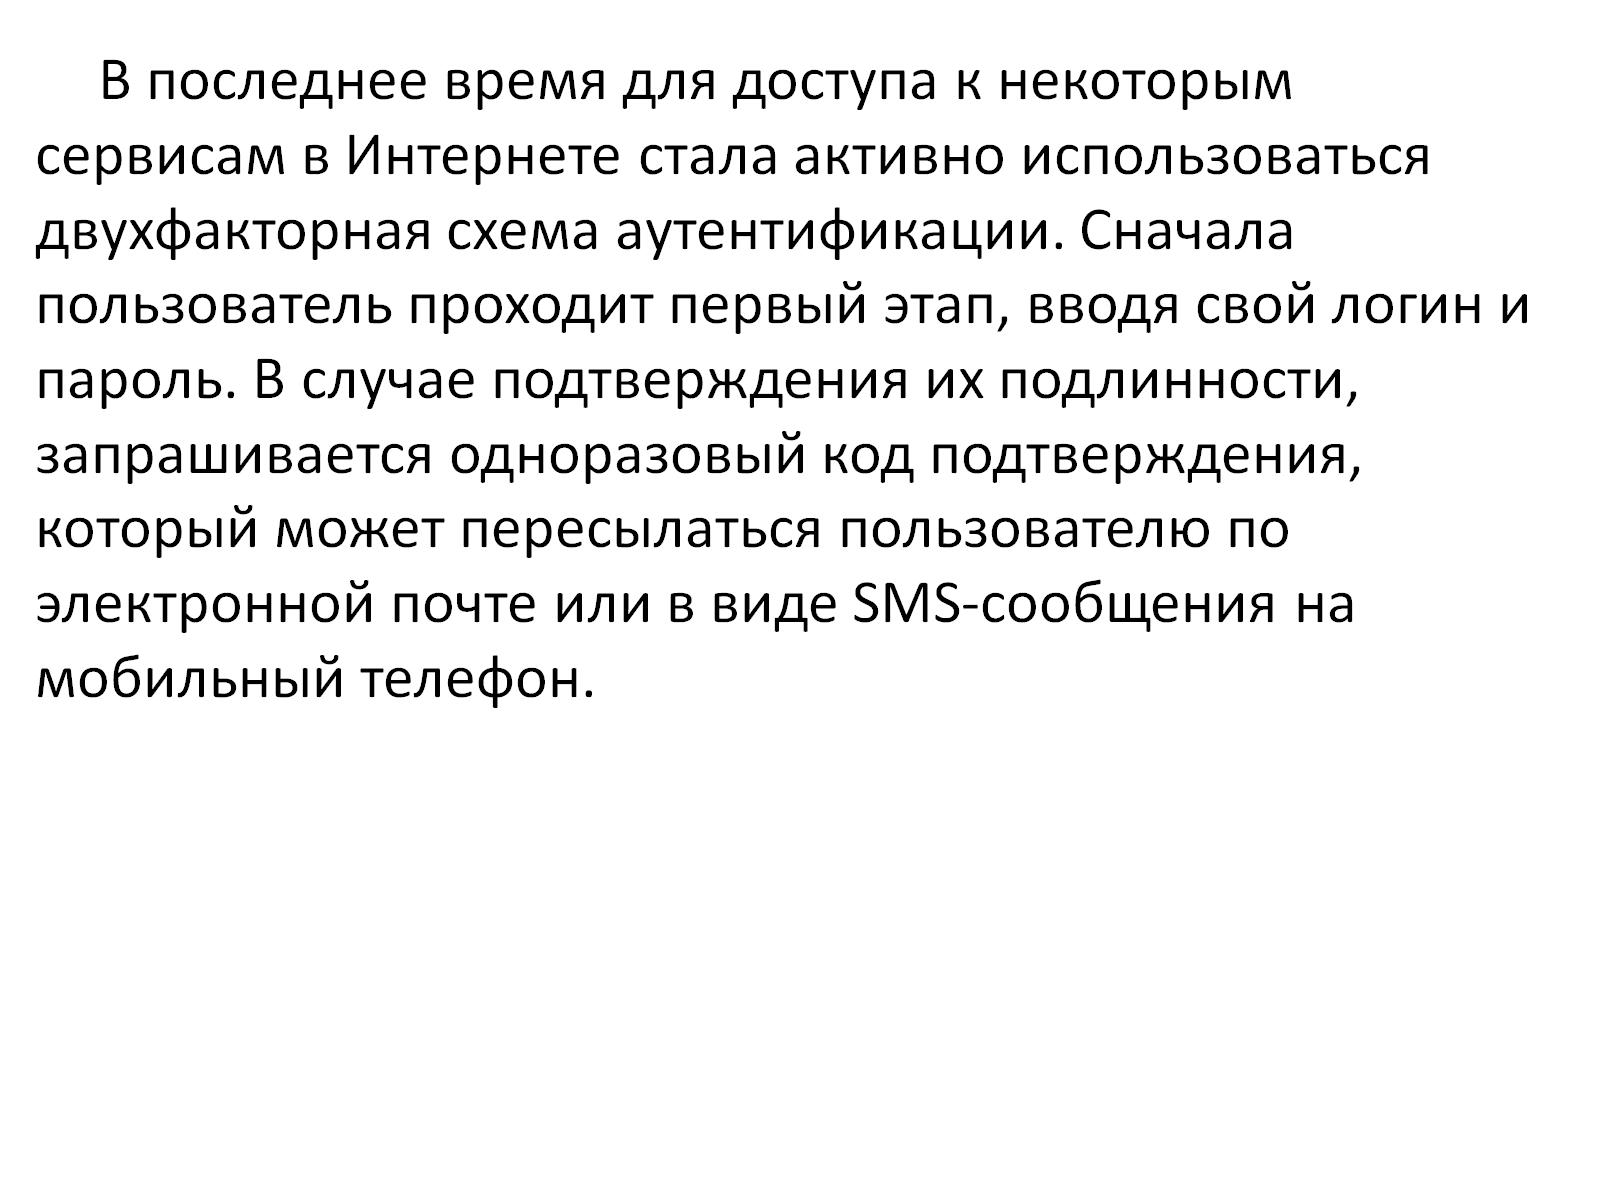 В последнее время для доступа к некоторым
сервисам в Интернете стала активно использоваться
двухфакторная схема аутентификации. Сначала
пользователь проходит первый этап, вводя свой логин и
пароль. В случае подтверждения их подлинности,
запрашивается одноразовый код подтверждения,
который может пересылаться пользователю по
электронной почте или в виде SMS-сообщения на
мобильный телефон.